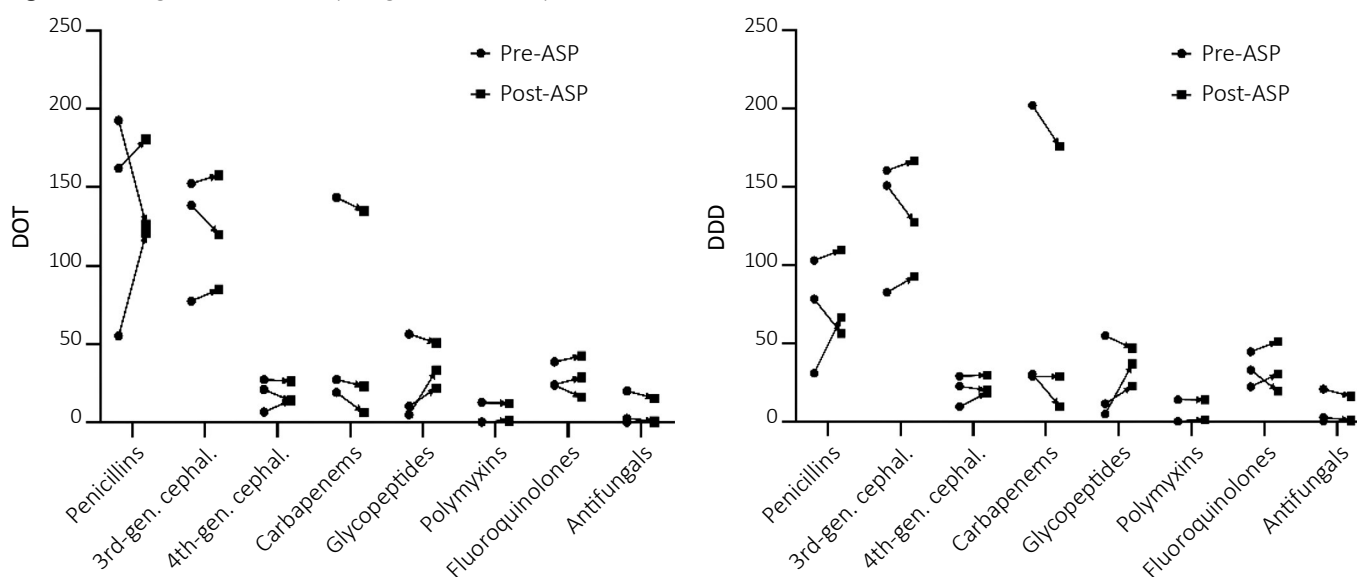 DOT
250
200
150
100
50
0
Pre-ASP
Post-ASP
Penicillins
3rd-gen. cephal.
4th-gen. cephal.
Carbapenems
Glycopeptides
Polymyxins
Fluoroquinolones
Antifungals
DDD
250
200
150
100
50
0
Pre-ASP
Post-ASP
Penicillins
3rd-gen. cephal.
4th-gen. cephal.
Carbapenems
Glycopeptides
Polymyxins
Fluoroquinolones
Antifungals